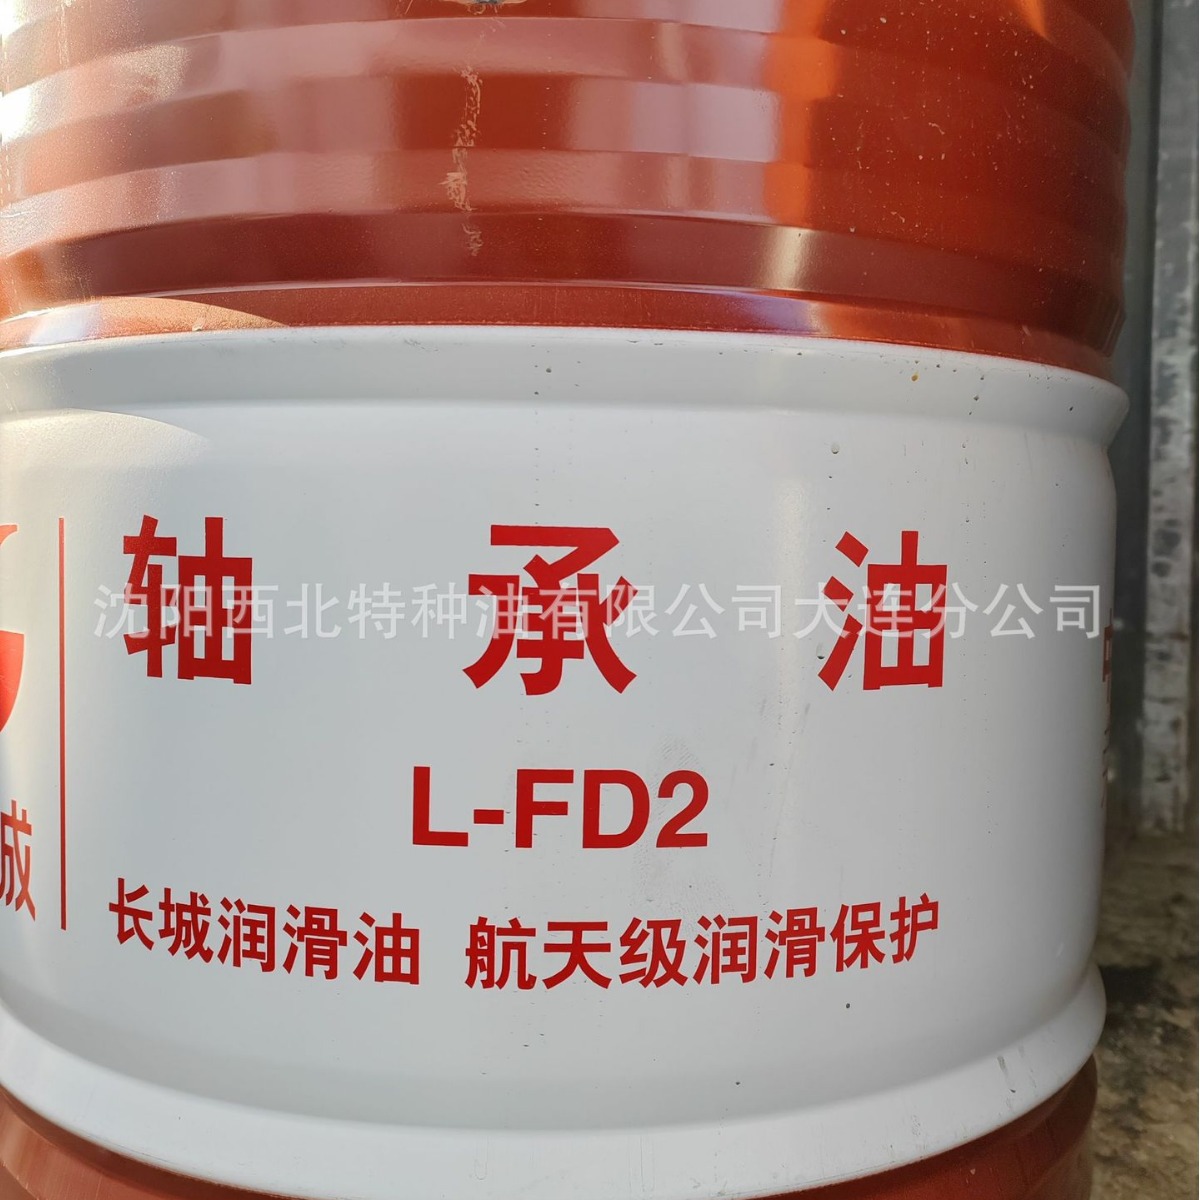 轴承油
沈阳西北特种油有限公司大连分公司
L-FD2
城
长城润滑油 航天级润滑保护